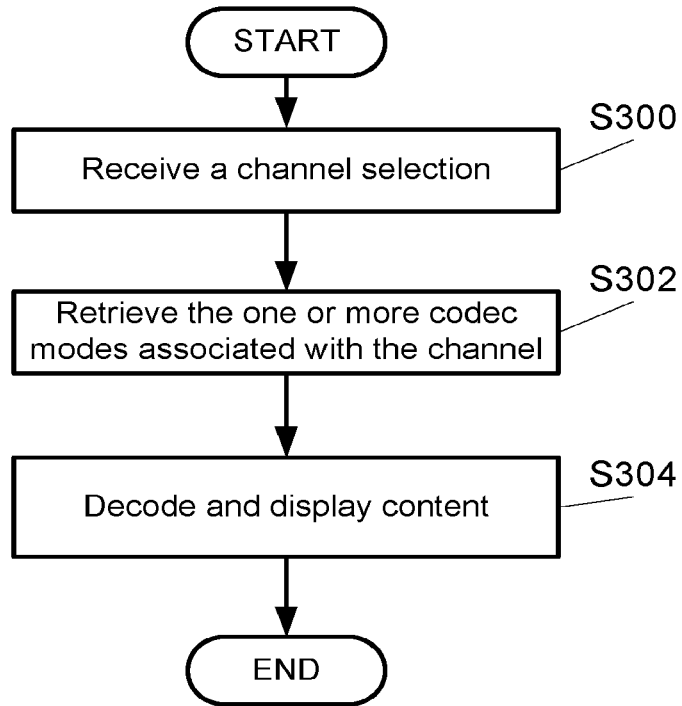 START
S300
Receive a channel selection
S302
Retrieve the one or more codec
modes associated with the channel
S304
Decode and display content
END